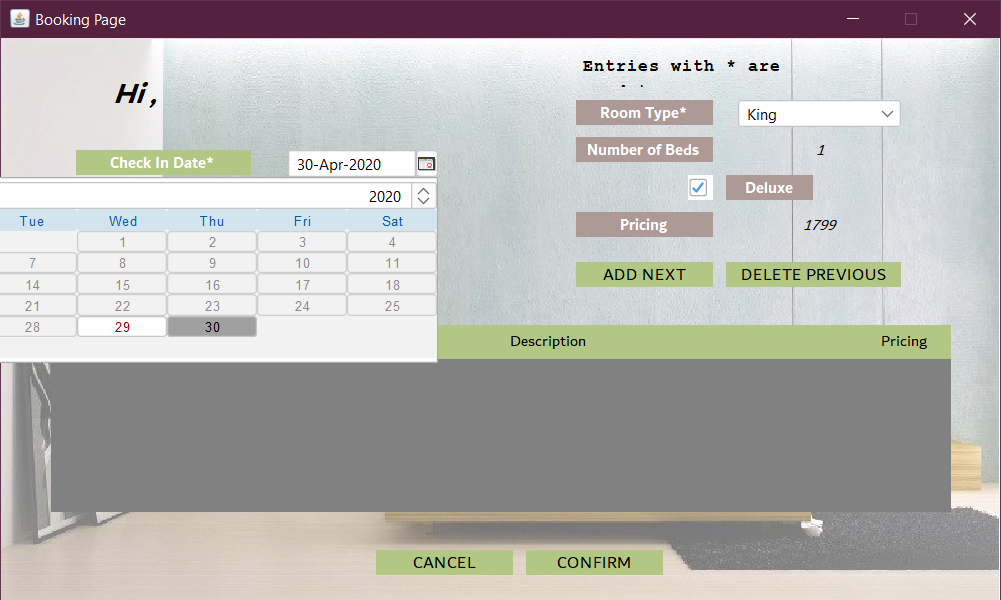 Booking Page
Entries with * are
Hi,
Room Type* King
Number of Beds 1
Check In Date* 30-Apr-2020
Deluxe
2020
Pricing 1799
Tue Wed Thu Fri Sat
1 2 3 4
7 8 9 10 11
14 15 16 17 18
21 22 23 24 25
28 29 30
ADD NEXT DELETE PREVIOUS
Description Pricing
CANCEL CONFIRM